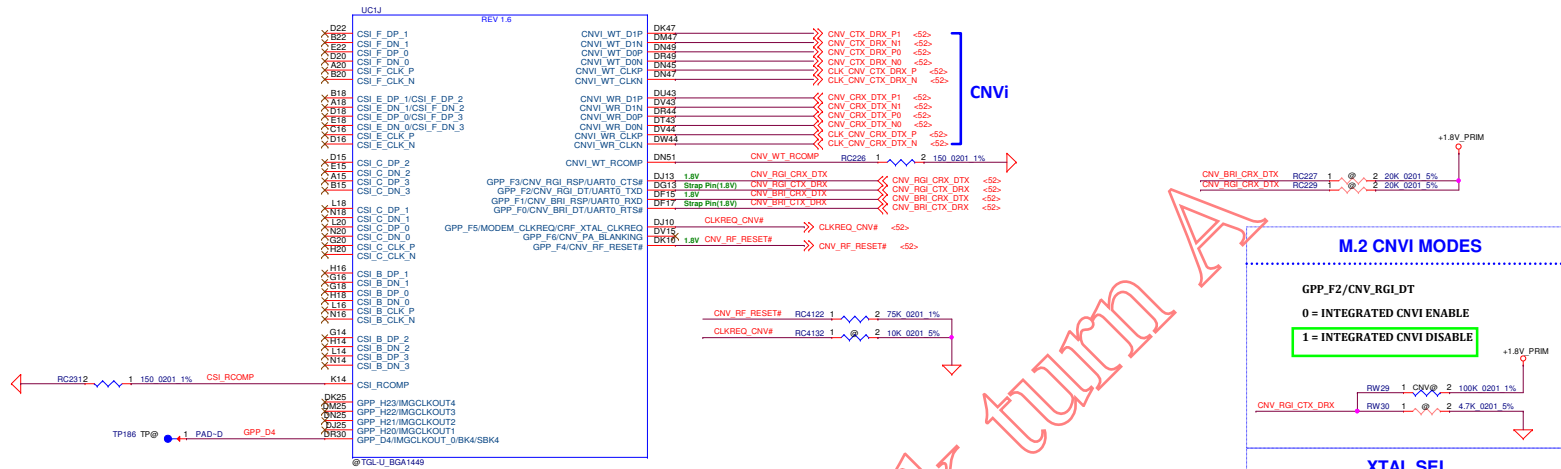 UC1J
REV 1.6
D22 CSI_F_DP_1
B22 CSI_F_DN_1
E22 CSI_F_DP_0
D20 CSI_F_DN_0
A20 CSI_F_CLK_P
B20 CSI_F_CLK_N
B18 CSI_E_DP_1/CSI_F_DP_2
A18 CSI_E_DN_1/CSI_F_DN_2
D18 CSI_E_DP_0/CSI_F_DP_3
E18 CSI_E_DN_0/CSI_F_DN_3
C16 CSI_E_CLK_P
D16 CSI_E_CLK_N
D15 CSI_C_DP_2
E15 CSI_C_DN_2
A15 CSI_C_DP_3
B15 CSI_C_DN_3
L18 CSI_C_DP_1
N18 CSI_C_DN_1
L20 CSI_C_DP_0
N20 CSI_C_DN_0
G20 CSI_C_CLK_P
H20 CSI_C_CLK_N
H16 CSI_B_DP_1
G16 CSI_B_DN_1
G18 CSI_B_DP_0
H18 CSI_B_DN_0
L16 CSI_B_CLK_P
N16 CSI_B_CLK_N
G14 CSI_B_DP_2
H14 CSI_B_DN_2
L14 CSI_B_DP_3
N14 CSI_B_DN_3
RC2312 1 150_0201_1% CSI_RCOMP K14 CSI_RCOMP
DK25 GPP_H23/IMGCLKOUT4
DM25 GPP_H22/IMGCLKOUT3
DN25 GPP_H21/IMGCLKOUT2
DJ25 GPP_H20/IMGCLKOUT1
TP186 TP@ 1 PAD~D GPP_D4 DR30 GPP_D4/IMGCLKOUT_0/BK4/SBK4
@TGL-U_BGA1449
CNVI_WT_D1P DK47 CNV_CTX_DRX_P1 <52>
CNVI_WT_D1N DM47 CNV_CTX_DRX_N1 <52>
CNVI_WT_D0P DN49 CNV_CTX_DRX_P0 <52>
CNVI_WT_D0N DR49 CNV_CTX_DRX_N0 <52>
CNVI_WT_CLKP DN45 CLK_CNV_CTX_DRX_P <52>
CNVI_WT_CLKN DN47 CLK_CNV_CTX_DRX_N <52>
CNVI_WR_D1P DU43 CNV_CRX_DTX_P1 <52>
CNVI_WR_D1N DV43 CNV_CRX_DTX_N1 <52>
CNVI_WR_D0P DR44 CNV_CRX_DTX_P0 <52>
CNVI_WR_D0N DT43 CNV_CRX_DTX_N0 <52>
CNVI_WR_CLKP DV44 CLK_CNV_CRX_DTX_P <52>
CNVI_WR_CLKN DW44 CLK_CNV_CRX_DTX_N <52>
CNVi
CNVI_WT_RCOMP DN51 CNV_WT_RCOMP RC226 1 2 150_0201_1%
GPP_F3/CNV_RGI_RSP/UART0_CTS# DJ13 1.8V CNV_RGI_CRX_DTX CNV_RGI_CRX_DTX <52>
GPP_F2/CNV_RGI_DT/UART0_TXD DG13 Strap Pin(1.8V) CNV_RGI_CTX_DRX CNV_RGI_CTX_DRX <52>
GPP_F1/CNV_BRI_RSP/UART0_RXD DF15 1.8V CNV_BRI_CRX_DTX CNV_BRI_CRX_DTX <52>
GPP_F0/CNV_BRI_DT/UART0_RTS# DF17 Strap Pin(1.8V) CNV_BRI_CTX_DRX CNV_BRI_CTX_DRX <52>
GPP_F5/MODEM_CLKREQ/CRF_XTAL_CLKREQ DJ10 CLKREQ_CNV# CLKREQ_CNV# <52>
GPP_F6/CNV_PA_BLANKING DV15
GPP_F4/CNV_RF_RESET# DK10 1.8V CNV_RF_RESET# CNV_RF_RESET# <52>
CNV_RF_RESET# RC4122 1 2 75K_0201_1%
CLKREQ_CNV# RC4132 1 @ 2 10K_0201_5%
+1.8V_PRIM
CNV_BRI_CRX_DTX RC227 1 @ 2 20K_0201_5%
CNV_RGI_CRX_DTX RC229 1 @ 2 20K_0201_5%
M.2 CNVI MODES
GPP_F2/CNV_RGI_DT
0 = INTEGRATED CNVI ENABLE
1 = INTEGRATED CNVI DISABLE
+1.8V_PRIM
RW29 1 CNV@ 2 100K_0201_1%
CNV_RGI_CTX_DRX
RW30 1 @ 2 4.7K_0201_5%
XTAL SEL
turn A